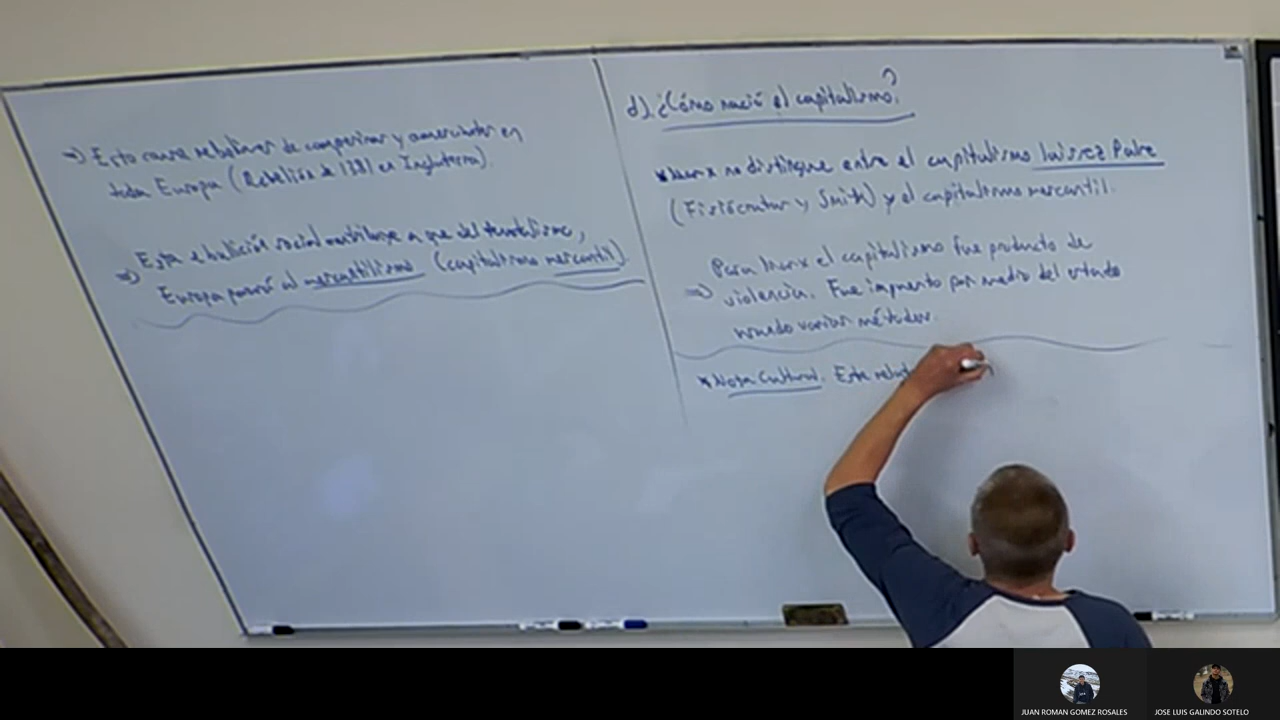 => Esto causa rebeliones de campesinos y comerciantes en
toda Europa (Rebelión de 1381 en Inglaterra).
=> Esta ebullición social contribuye a que del feudalismo,
Europa pasará al mercantilismo (capitalismo mercantil).
d) ¿Cómo nació el capitalismo?
*Marx no distingue entre el capitalismo laissez Faire
(Fisiócratas y Smith) y el capitalismo mercantil.
Para Marx el capitalismo fue producto de
=> violencia. Fue impuesto por medio del estado
usando varios métodos.
*Nota Cultural. Esta
JUAN ROMAN GOMEZ ROSALES
JOSE LUIS GALINDO SOTELO